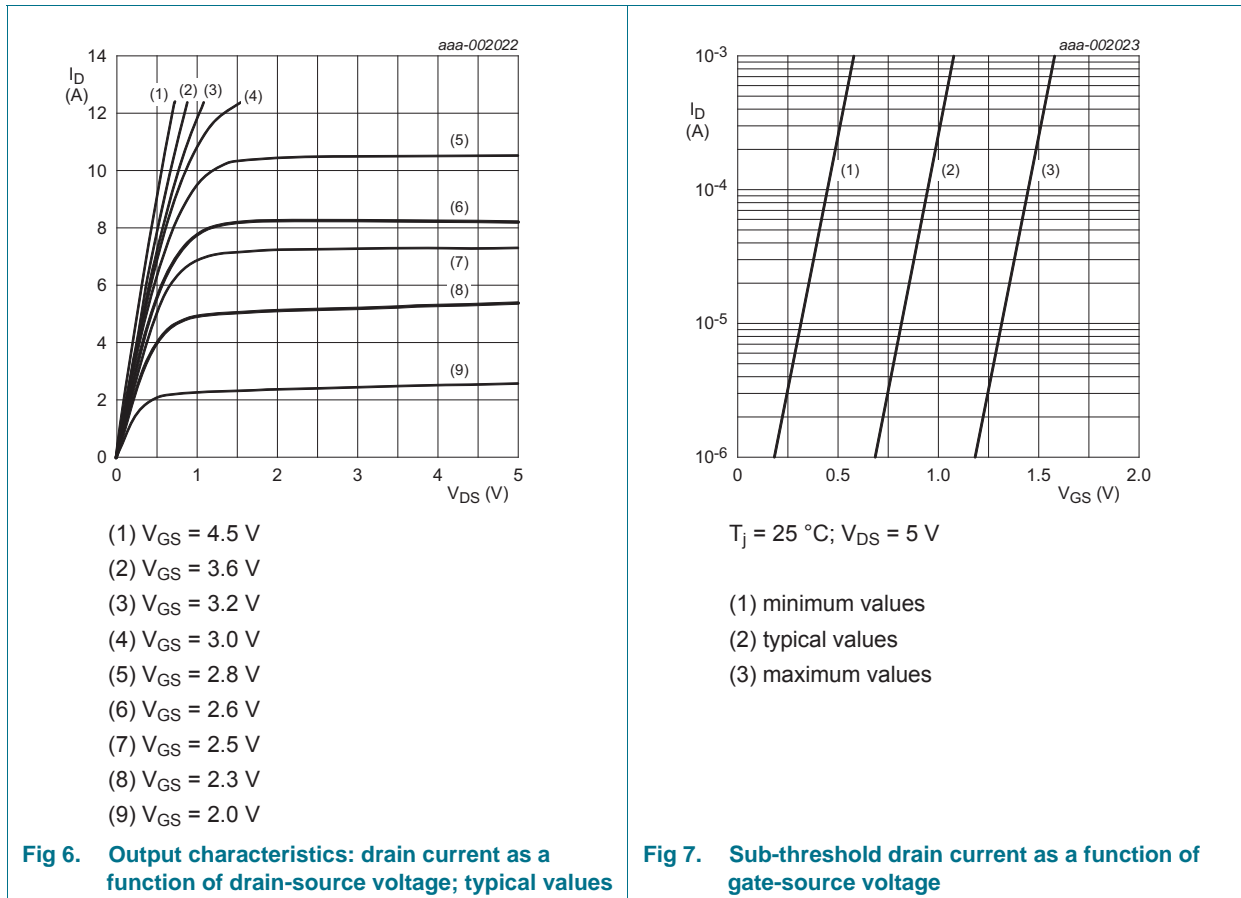 aaa-002022
14
12
10
8
6
4
2
0
I_D
(A)
(1)
(2)
(3)
(4)
(5)
(6)
(7)
(8)
(9)
0
1
2
3
4
5
V_DS (V)
(1) V_GS = 4.5 V
(2) V_GS = 3.6 V
(3) V_GS = 3.2 V
(4) V_GS = 3.0 V
(5) V_GS = 2.8 V
(6) V_GS = 2.6 V
(7) V_GS = 2.5 V
(8) V_GS = 2.3 V
(9) V_GS = 2.0 V
Fig 6. Output characteristics: drain current as a
function of drain-source voltage; typical values
aaa-002023
10^-3
10^-4
10^-5
10^-6
I_D
(A)
(1)
(2)
(3)
0
0.5
1.0
1.5
2.0
V_GS (V)
T_j = 25 °C; V_DS = 5 V
(1) minimum values
(2) typical values
(3) maximum values
Fig 7. Sub-threshold drain current as a function of
gate-source voltage